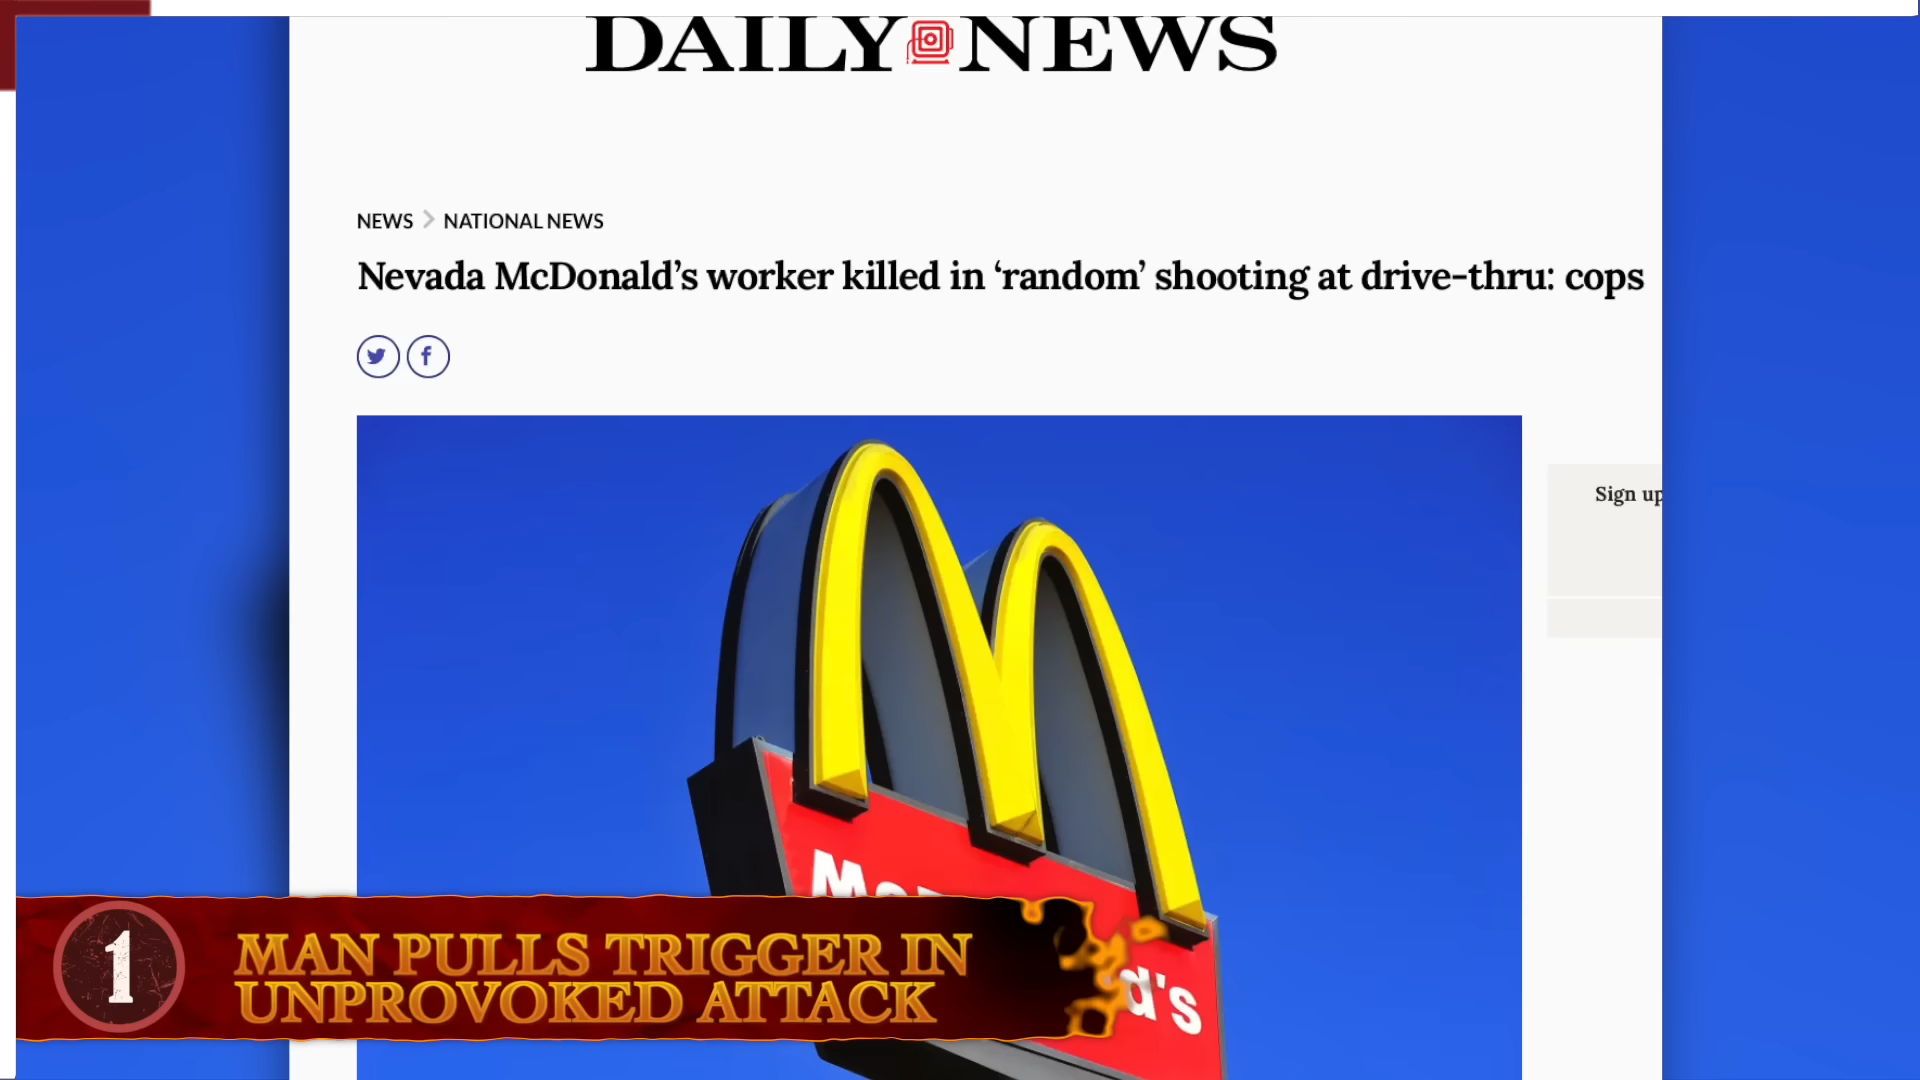 DAILY NEWS
NEWS > NATIONAL NEWS
Nevada McDonald’s worker killed in ‘random’ shooting at drive-thru: cops
Sign up
1
MAN PULLS TRIGGER IN
UNPROVOKED ATTACK